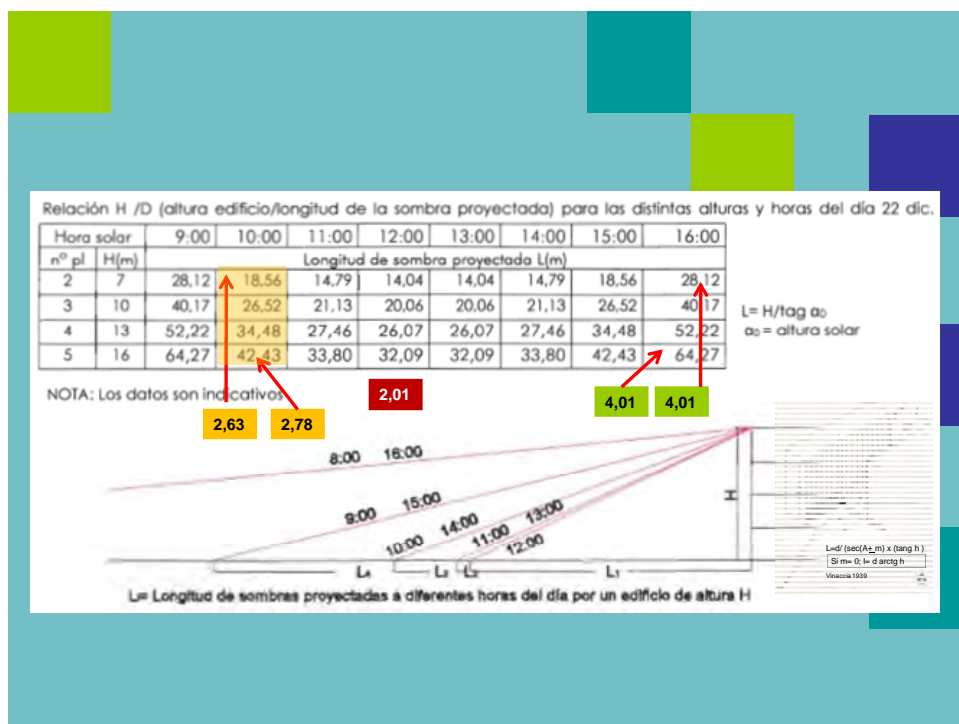 Relación H /D (altura edificio/longitud de la sombra proyectada) para las distintas alturas y horas del día 22 dic.
Hora solar 9:00 10:00 11:00 12:00 13:00 14:00 15:00 16:00
nº pl H(m) Longitud de sombra proyectada L(m)
2 7 28,12 18,56 14,79 14,04 14,04 14,79 18,56 28,12
3 10 40,17 26,52 21,13 20,06 20,06 21,13 26,52 40,17
L= H/tag a₀
4 13 52,22 34,48 27,46 26,07 26,07 27,46 34,48 52,22
a₀ = altura solar
5 16 64,27 42,43 33,80 32,09 32,09 33,80 42,43 64,27
NOTA: Los datos son indicativos
2,01
4,01 4,01
2,63 2,78
8:00 16:00
9:00 15:00
10:00 14:00 11:00 13:00
12:00
H
L₄ L₃ L₂ L₁
L=d/ (sec(A± m) x (tang h )
Si m= 0; l= d arctg h
Vinaccia 1939
L= Longitud de sombras proyectadas a diferentes horas del día por un edificio de altura H